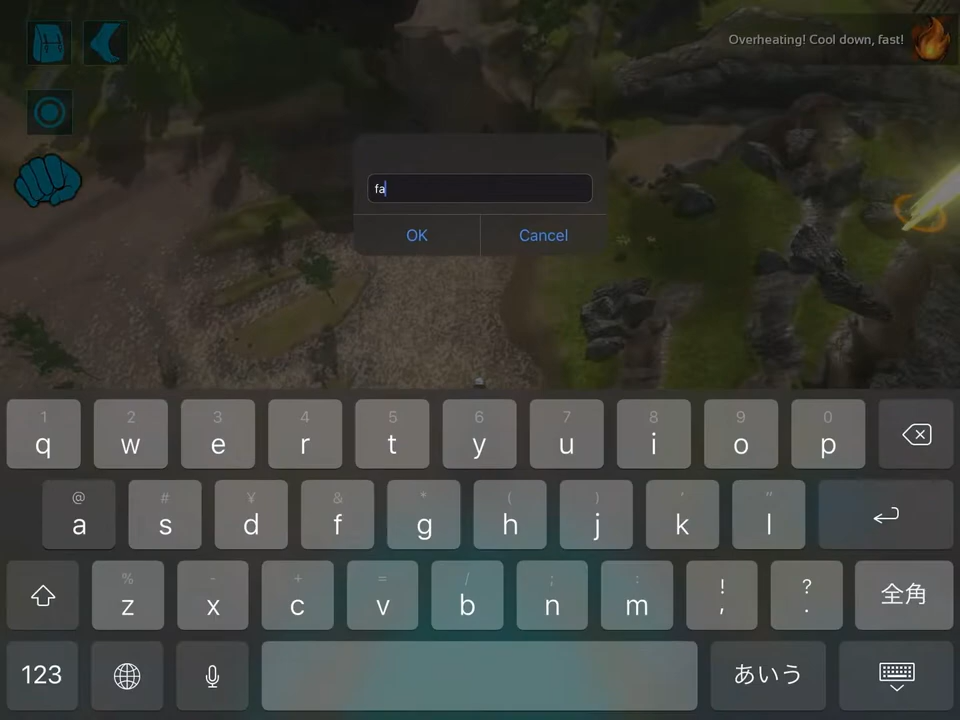 Overheating! Cool down, fast!
fa
OK Cancel
1 2 3 4 5 6 7 8 9 0
q w e r t y u i o p
@ # ¥ & * ( ) ' "
a s d f g h j k l
% - + = / ; : ! ?
z x c v b n m , . 全角
123 あいう